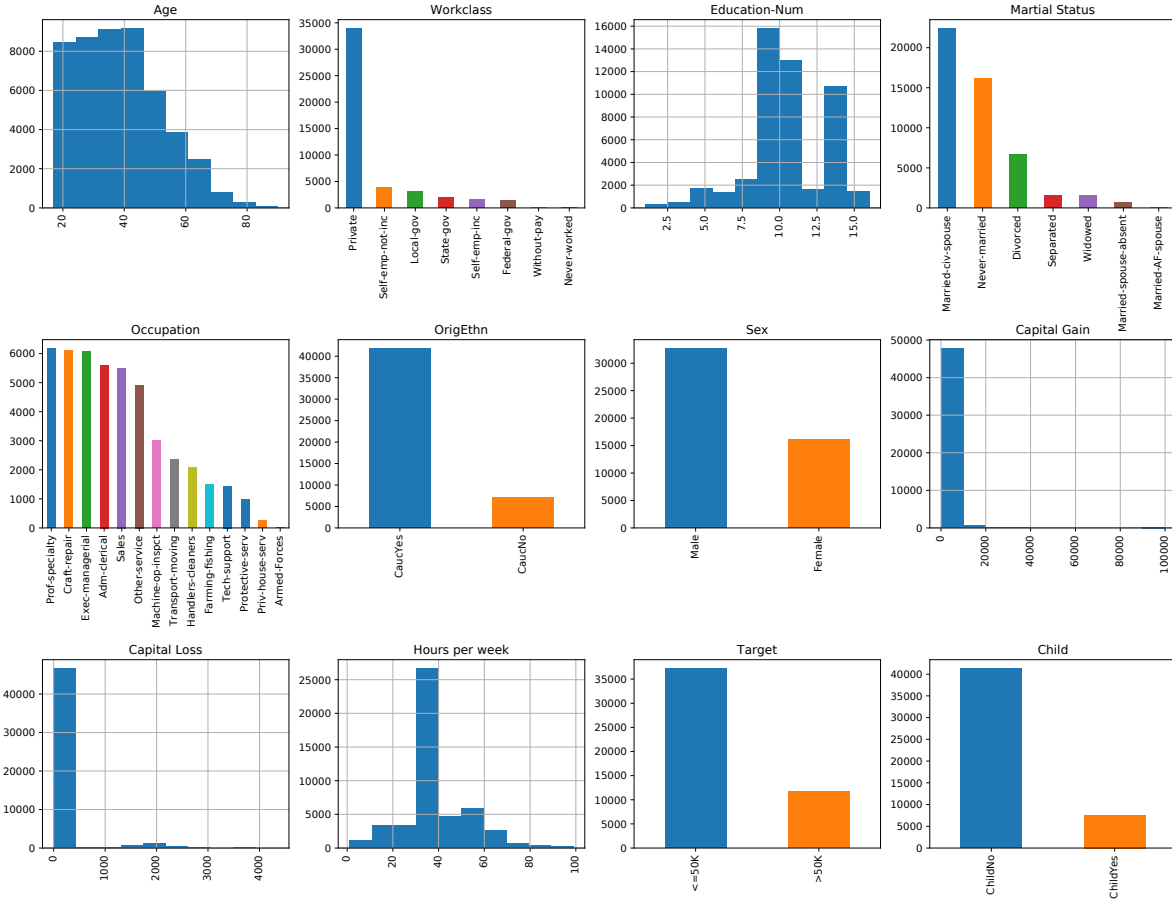 Age
8000
6000
4000
2000
0
20
40
60
80
Workclass
35000
30000
25000
20000
15000
10000
5000
0
Private
Self-emp-not-inc
Local-gov
State-gov
Self-emp-inc
Federal-gov
Without-pay
Never-worked
Education-Num
16000
14000
12000
10000
8000
6000
4000
2000
0
2.5
5.0
7.5
10.0
12.5
15.0
Martial Status
20000
15000
10000
5000
0
Married-civ-spouse
Never-married
Divorced
Separated
Widowed
Married-spouse-absent
Married-AF-spouse
Occupation
6000
5000
4000
3000
2000
1000
0
Prof-specialty
Craft-repair
Exec-managerial
Adm-clerical
Sales
Other-service
Machine-op-inspct
Transport-moving
Handlers-cleaners
Farming-fishing
Tech-support
Protective-serv
Priv-house-serv
Armed-Forces
OrigEthn
40000
35000
30000
25000
20000
15000
10000
5000
0
CaucYes
CaucNo
Sex
30000
25000
20000
15000
10000
5000
0
Male
Female
Capital Gain
50000
40000
30000
20000
10000
0
0
20000
40000
60000
80000
100000
Capital Loss
40000
30000
20000
10000
0
0
1000
2000
3000
4000
Hours per week
25000
20000
15000
10000
5000
0
0
20
40
60
80
100
Target
35000
30000
25000
20000
15000
10000
5000
0
<=50K
>50K
Child
40000
35000
30000
25000
20000
15000
10000
5000
0
ChildNo
ChildYes